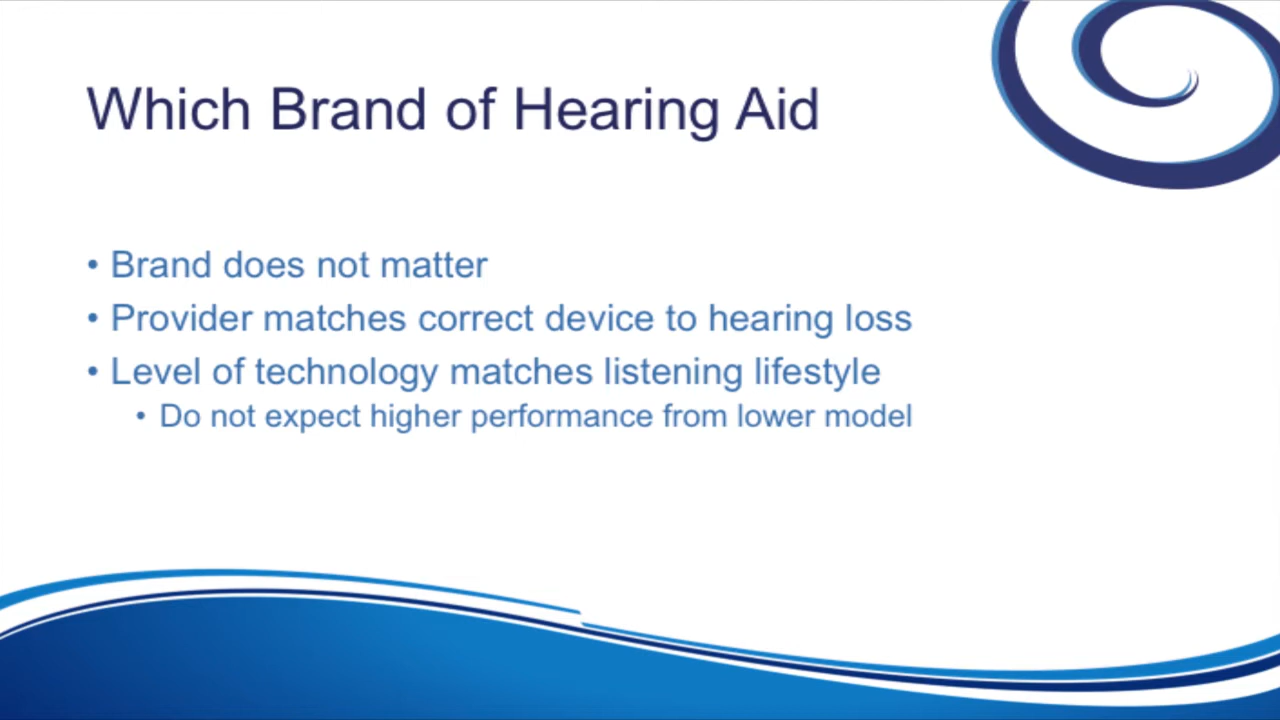 Which Brand of Hearing Aid
• Brand does not matter
• Provider matches correct device to hearing loss
• Level of technology matches listening lifestyle
• Do not expect higher performance from lower model